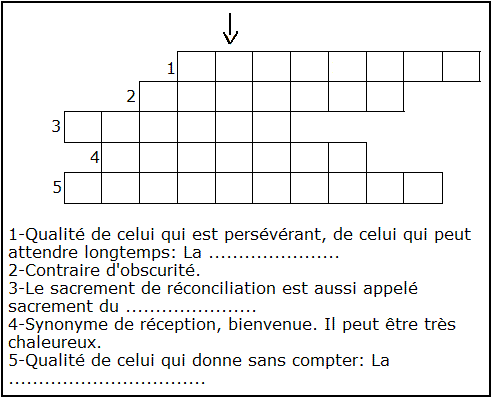 1
2
3
4
5
1-Qualité de celui qui est persévérant, de celui qui peut
attendre longtemps: La ......................
2-Contraire d'obscurité.
3-Le sacrement de réconciliation est aussi appelé
sacrement du ......................
4-Synonyme de réception, bienvenue. Il peut être très
chaleureux.
5-Qualité de celui qui donne sans compter: La
.................................